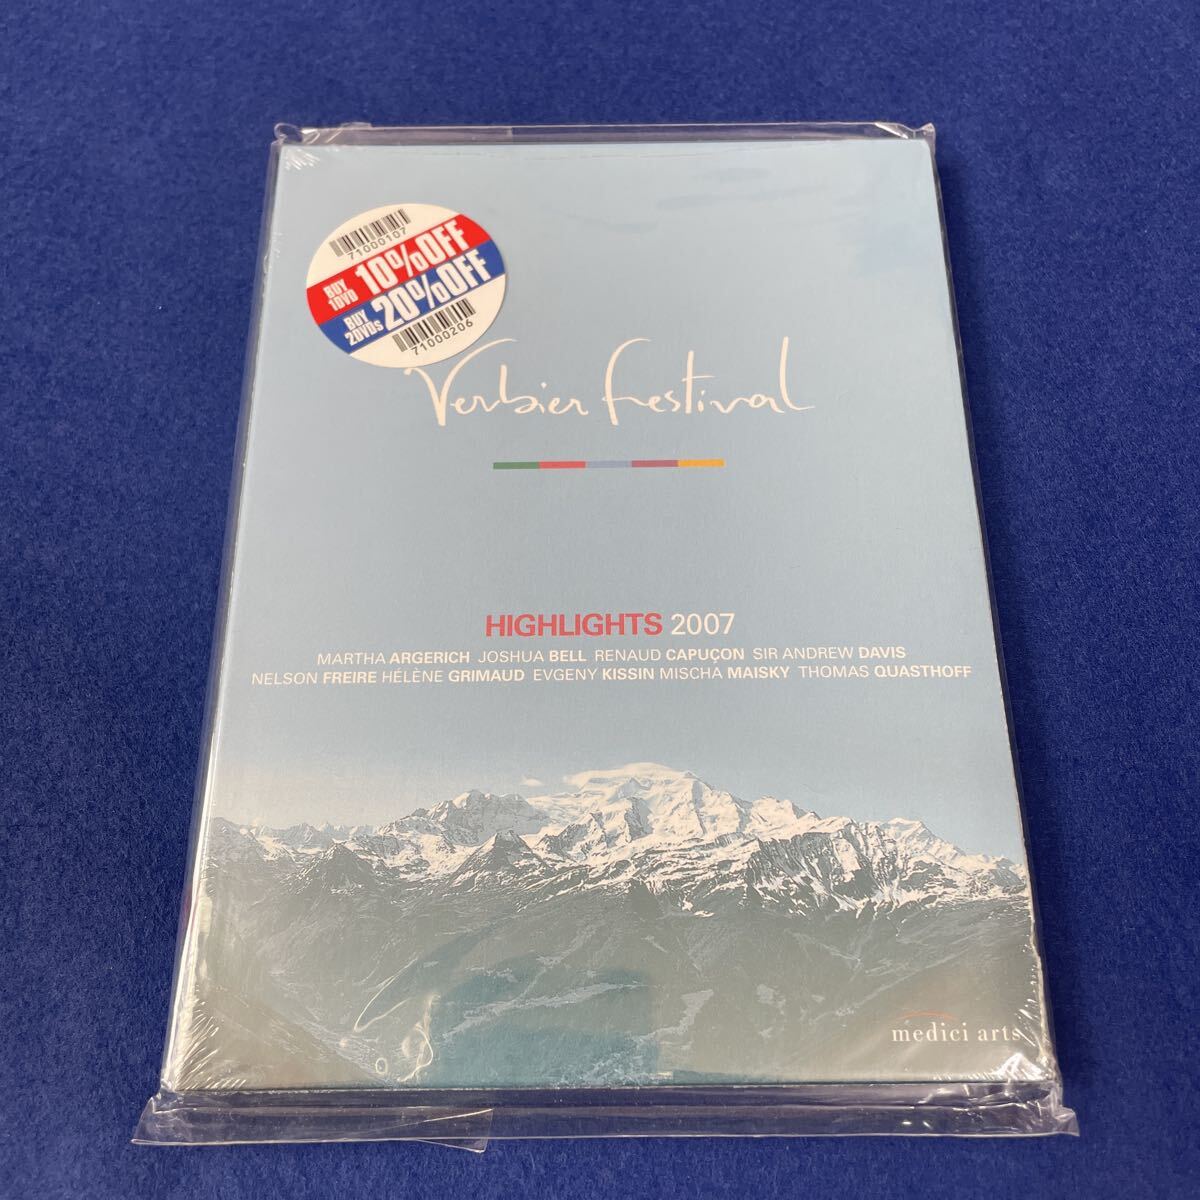 71000107
BUY 1DVD 10%OFF
BUY 2DVDs 20%OFF
71000206
Verbier Festival
HIGHLIGHTS 2007
MARTHA ARGERICH JOSHUA BELL RENAUD CAPUÇON SIR ANDREW DAVIS
NELSON FREIRE HÉLÈNE GRIMAUD EVGENY KISSIN MISCHA MAISKY THOMAS QUASTHOFF
medici arts